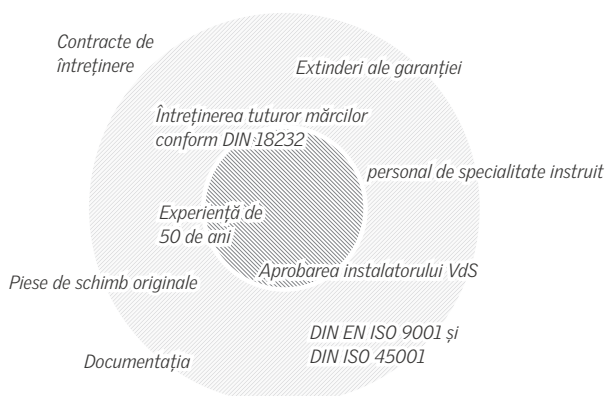 Contracte de
întreținere
Extinderi ale garanției
Întreținerea tuturor mărcilor
conform DIN 18232
personal de specialitate instruit
Experiență de
50 de ani
Aprobarea instalatorului VdS
Piese de schimb originale
DIN EN ISO 9001 și
DIN ISO 45001
Documentația